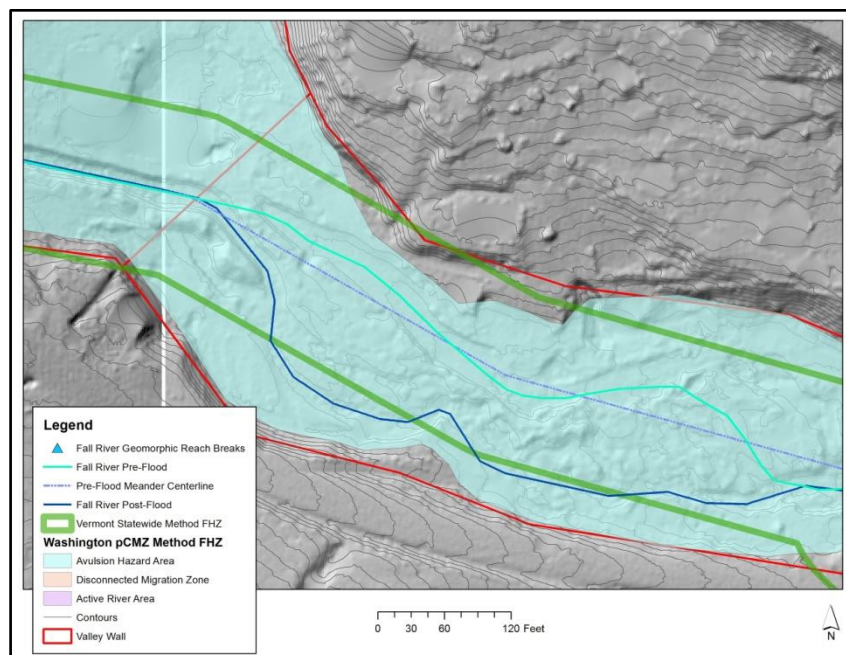 Legend
Fall River Geomorphic Reach Breaks
Fall River Pre-Flood
Pre-Flood Meander Centerline
Fall River Post-Flood
Vermont Statewide Method FHZ
Washington pCMZ Method FHZ
Avulsion Hazard Area
Disconnected Migration Zone
Active River Area
Contours
Valley Wall
0 30 60 120 Feet
N